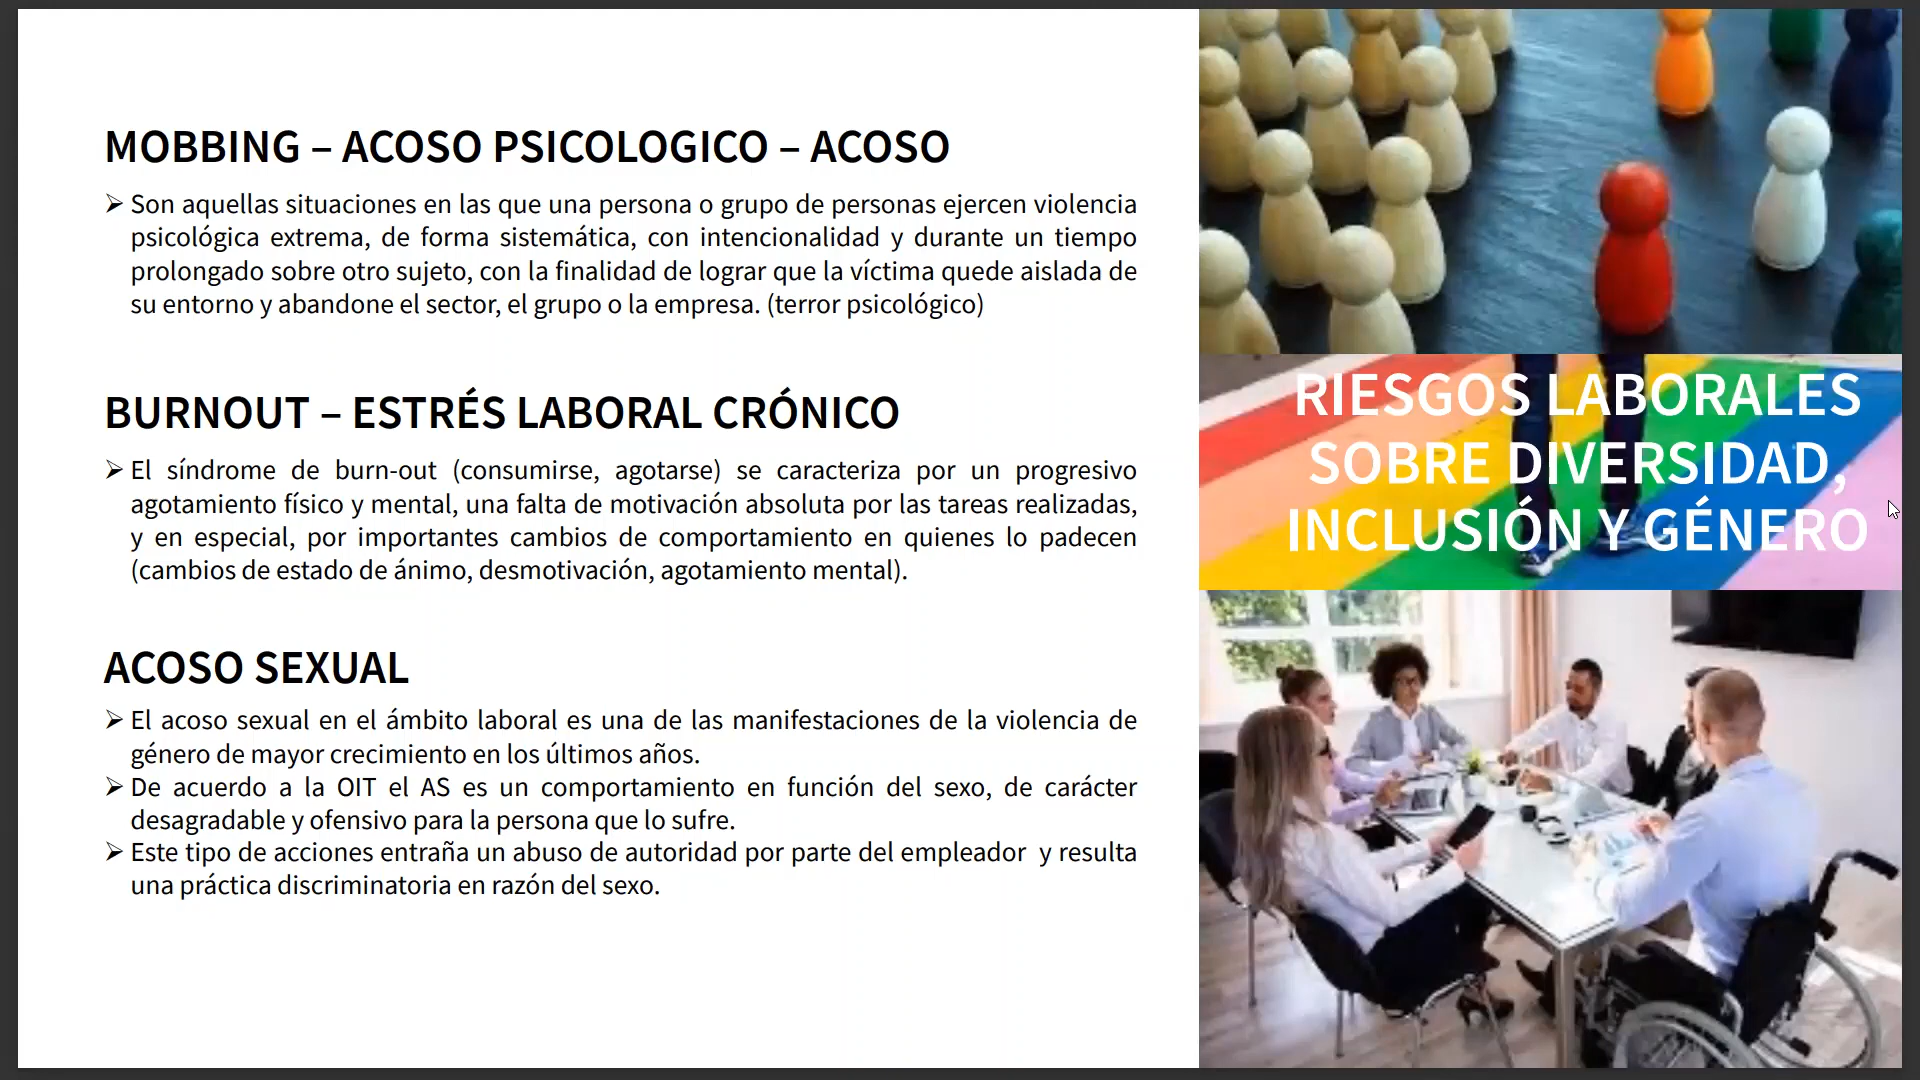 MOBBING – ACOSO PSICOLOGICO – ACOSO
➢ Son aquellas situaciones en las que una persona o grupo de personas ejercen violencia
psicológica extrema, de forma sistemática, con intencionalidad y durante un tiempo
prolongado sobre otro sujeto, con la finalidad de lograr que la víctima quede aislada de
su entorno y abandone el sector, el grupo o la empresa. (terror psicológico)
BURNOUT – ESTRÉS LABORAL CRÓNICO
➢ El síndrome de burn-out (consumirse, agotarse) se caracteriza por un progresivo
agotamiento físico y mental, una falta de motivación absoluta por las tareas realizadas,
y en especial, por importantes cambios de comportamiento en quienes lo padecen
(cambios de estado de ánimo, desmotivación, agotamiento mental).
ACOSO SEXUAL
➢ El acoso sexual en el ámbito laboral es una de las manifestaciones de la violencia de
género de mayor crecimiento en los últimos años.
➢ De acuerdo a la OIT el AS es un comportamiento en función del sexo, de carácter
desagradable y ofensivo para la persona que lo sufre.
➢ Este tipo de acciones entraña un abuso de autoridad por parte del empleador y resulta
una práctica discriminatoria en razón del sexo.
RIESGOS LABORALES
SOBRE DIVERSIDAD,
INCLUSIÓN Y GÉNERO